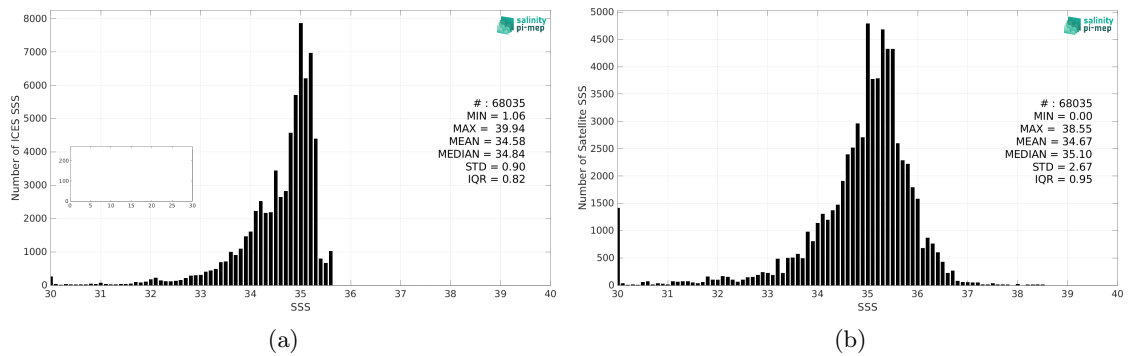 8000
7000
6000
5000
4000
3000
2000
1000
0
Number of ICES SSS
salinity
pi-mep
# : 68035
MIN = 1.06
MAX = 39.94
MEAN = 34.58
MEDIAN = 34.84
STD = 0.90
IQR = 0.82
200
100
0
0 5 10 15 20 25 30
30 31 32 33 34 35 36 37 38 39 40
SSS
(a)
5000
4500
4000
3500
3000
2500
2000
1500
1000
500
0
Number of Satellite SSS
salinity
pi-mep
# : 68035
MIN = 0.00
MAX = 38.55
MEAN = 34.67
MEDIAN = 35.10
STD = 2.67
IQR = 0.95
30 31 32 33 34 35 36 37 38 39 40
SSS
(b)